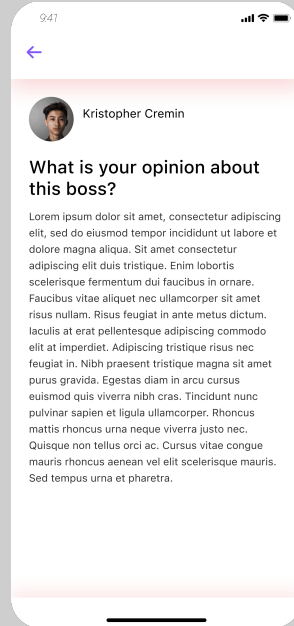 9:41
Kristopher Cremin
What is your opinion about
this boss?
Lorem ipsum dolor sit amet, consectetur adipiscing
elit, sed do eiusmod tempor incididunt ut labore et
dolore magna aliqua. Sit amet consectetur
adipiscing elit duis tristique. Enim lobortis
scelerisque fermentum dui faucibus in ornare.
Faucibus vitae aliquet nec ullamcorper sit amet
risus nullam. Risus feugiat in ante metus dictum.
Iaculis at erat pellentesque adipiscing commodo
elit at imperdiet. Adipiscing tristique risus nec
feugiat in. Nibh praesent tristique magna sit amet
purus gravida. Egestas diam in arcu cursus
euismod quis viverra nibh cras. Tincidunt nunc
pulvinar sapien et ligula ullamcorper. Rhoncus
mattis rhoncus urna neque viverra justo nec.
Quisque non tellus orci ac. Cursus vitae congue
mauris rhoncus aenean vel elit scelerisque mauris.
Sed tempus urna et pharetra.